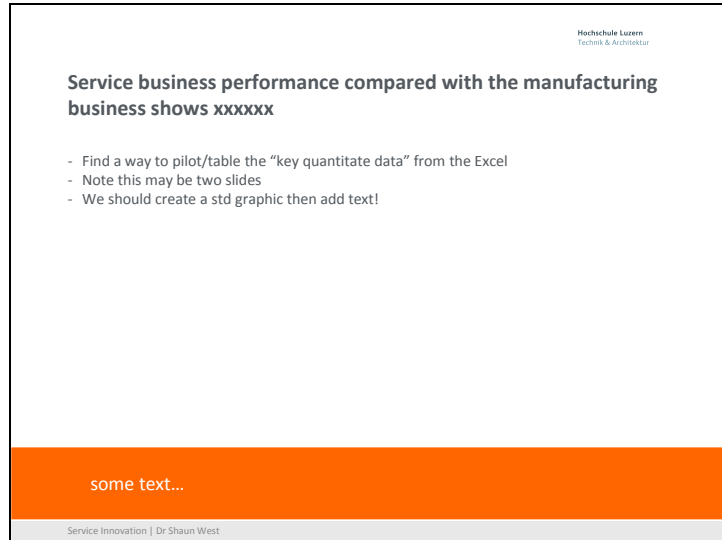 Hochschule Luzern
Technik & Architektur
Service business performance compared with the manufacturing
business shows xxxxxx
- Find a way to pilot/table the “key quantitate data” from the Excel
- Note this may be two slides
- We should create a std graphic then add text!
some text…
Service Innovation | Dr Shaun West